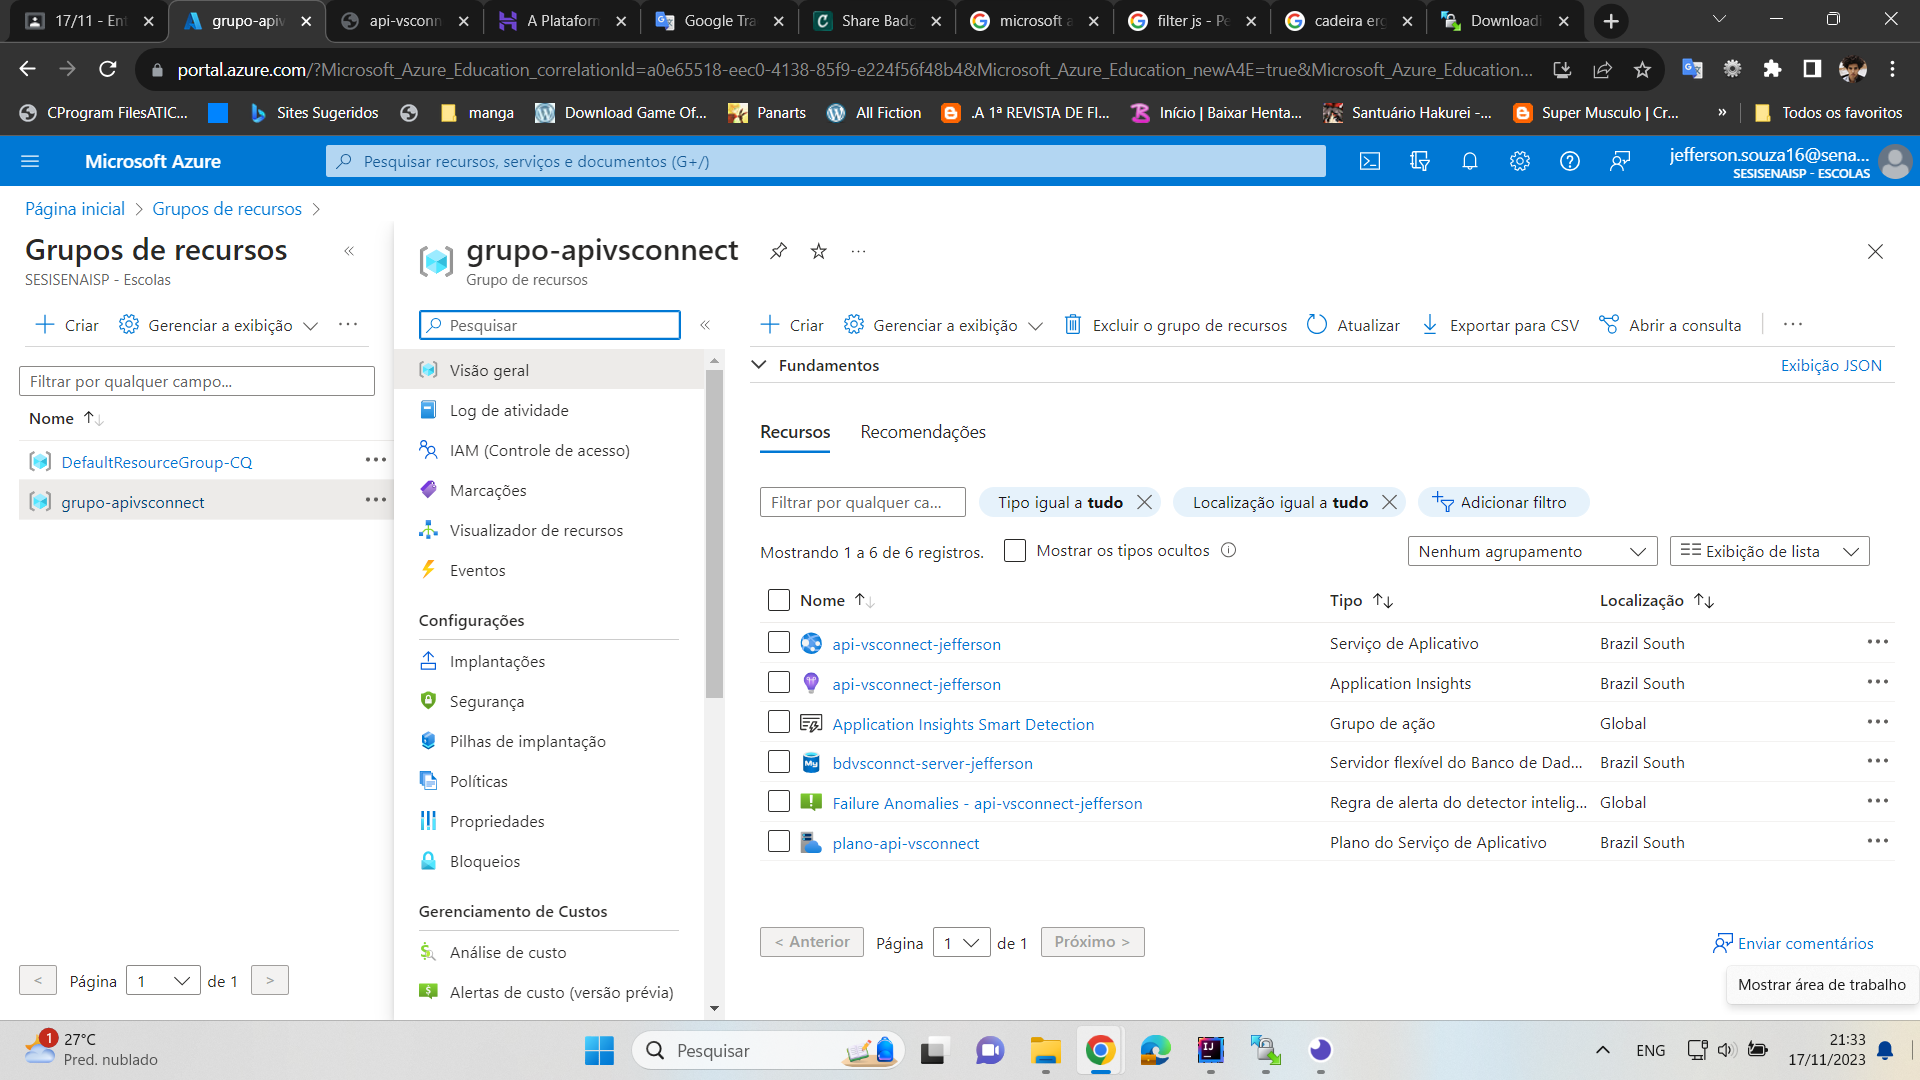 17/11 - Ent
grupo-apiv
api-vsconn
A Plataform
Google Tra
Share Badg
microsoft a
filter js - Pe
cadeira erg
Downloadi
portal.azure.com/?Microsoft_Azure_Education_correlationId=a0e65518-eec0-4138-85f9-e224f56f48b4&Microsoft_Azure_Education_newA4E=true&Microsoft_Azure_Education...
CProgram FilesATIC...
Sites Sugeridos
manga
Download Game Of...
Panarts
All Fiction
.A 1ª REVISTA DE FI...
Início | Baixar Henta...
Santuário Hakurei -...
Super Musculo | Cr...
»
Todos os favoritos
Microsoft Azure
Pesquisar recursos, serviços e documentos (G+/)
jefferson.souza16@sena...
SESISENAISP - ESCOLAS
Página inicial > Grupos de recursos >
Grupos de recursos
SESISENAISP - Escolas
Criar
Gerenciar a exibição
Filtrar por qualquer campo...
Nome
DefaultResourceGroup-CQ
grupo-apivsconnect
< Página 1 de 1 >
grupo-apivsconnect
Grupo de recursos
Pesquisar
Visão geral
Log de atividade
IAM (Controle de acesso)
Marcações
Visualizador de recursos
Eventos
Configurações
Implantações
Segurança
Pilhas de implantação
Políticas
Propriedades
Bloqueios
Gerenciamento de Custos
Análise de custo
Alertas de custo (versão prévia)
Criar
Gerenciar a exibição
Excluir o grupo de recursos
Atualizar
Exportar para CSV
Abrir a consulta
Fundamentos
Exibição JSON
Recursos
Recomendações
Filtrar por qualquer ca...
Tipo igual a tudo
Localização igual a tudo
Adicionar filtro
Mostrando 1 a 6 de 6 registros.
Mostrar os tipos ocultos
Nenhum agrupamento
Exibição de lista
Nome Tipo Localização
api-vsconnect-jefferson Serviço de Aplicativo Brazil South
api-vsconnect-jefferson Application Insights Brazil South
Application Insights Smart Detection Grupo de ação Global
bdvsconnct-server-jefferson Servidor flexível do Banco de Dad... Brazil South
Failure Anomalies - api-vsconnect-jefferson Regra de alerta do detector intelig... Global
plano-api-vsconnect Plano do Serviço de Aplicativo Brazil South
< Anterior Página 1 de 1 Próximo >
Enviar comentários
Mostrar área de trabalho
1
27°C
Pred. nublado
Pesquisar
ENG
21:33
17/11/2023